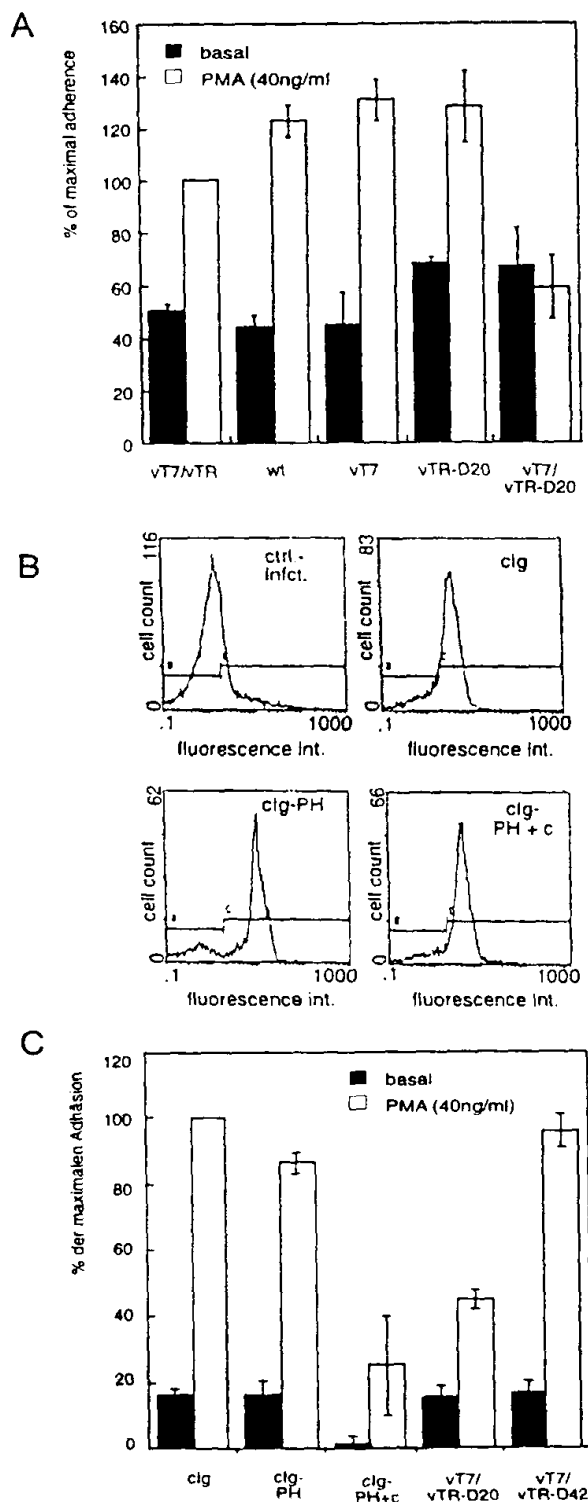 A
160
140
120
100
80
60
40
20
0
% of maximal adherence
basal
PMA (40ng/ml
vT7/vTR
wt
vT7
vTR-D20
vT7/
vTR-D20
B
116
0
cell count
ctrl.-
Infct.
.1
1000
fluorescence Int.
83
0
cell count
cIg
.1
1000
fluorescence Int.
62
0
cell count
cIg-PH
.1
1000
fluorescence int.
66
0
cell count
cIg-
PH + c
.1
1000
fluorescence int.
C
120
100
80
60
40
20
0
% der maximalen Adhäsion
basal
PMA (40ng/ml)
cIg
cIg-
PH
cIg-
PH+c
vT7/
vTR-D20
vT7/
vTR-D42